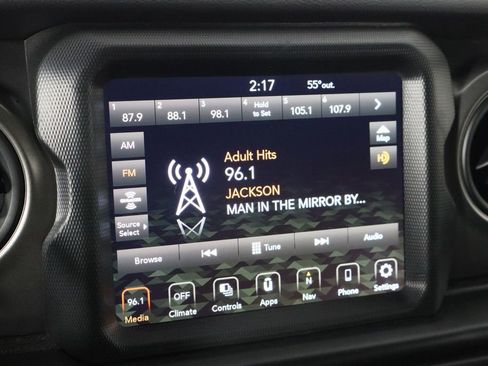 2:17 55°out.
1 87.9 2 88.1 3 98.1 4 Hold to Set 5 105.1 6 107.9
AM
Map
FM
Adult Hits
96.1
JACKSON
MAN IN THE MIRROR BY...
Source
Select
Browse Tune Audio
96.1 OFF N
Media Climate Controls Apps Nav Phone Settings